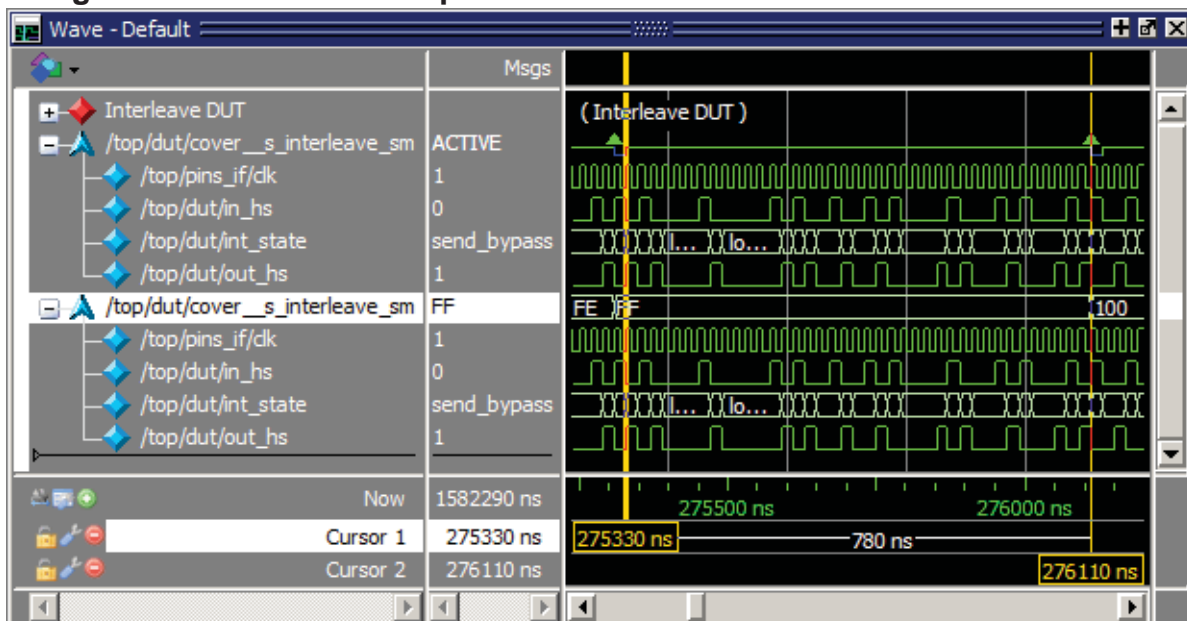 Wave - Default
Msgs
Interleave DUT ( Interleave DUT )
/top/dut/cover__s_interleave_sm ACTIVE
/top/pins_if/clk 1
/top/dut/in_hs 0
/top/dut/int_state send_bypass l... lo...
/top/dut/out_hs 1
/top/dut/cover__s_interleave_sm FF FE FF 100
/top/pins_if/clk 1
/top/dut/in_hs 0
/top/dut/int_state send_bypass l... lo...
/top/dut/out_hs 1
Now 1582290 ns 275500 ns 276000 ns
Cursor 1 275330 ns 275330 ns 780 ns
Cursor 2 276110 ns 276110 ns